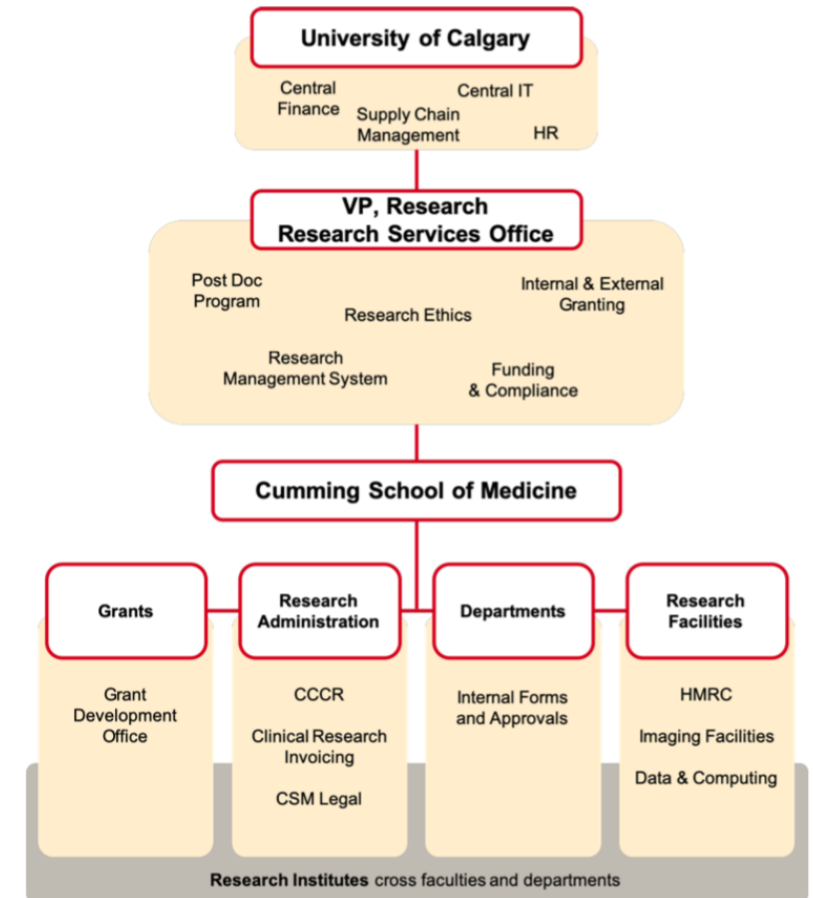 University of Calgary
Central
Finance
Central IT
Supply Chain
Management
HR
VP, Research
Research Services Office
Post Doc
Program
Internal & External
Granting
Research Ethics
Research
Management System
Funding
& Compliance
Cumming School of Medicine
Grants
Research
Administration
Departments
Research
Facilities
Grant
Development
Office
CCCR
Clinical Research
Invoicing
CSM Legal
Internal Forms
and Approvals
HMRC
Imaging Facilities
Data & Computing
Research Institutes cross faculties and departments